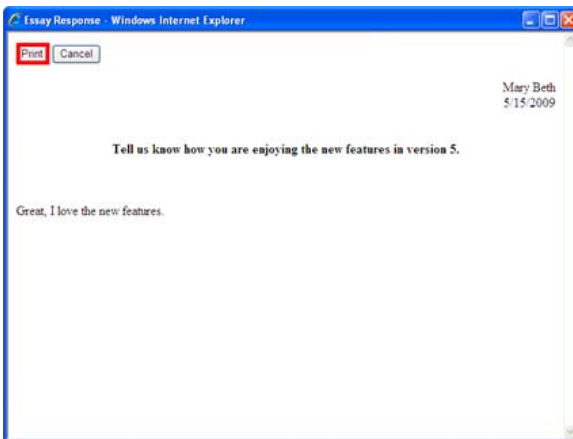 Essay Response - Windows Internet Explorer
Print Cancel
Mary Beth
5/15/2009
Tell us know how you are enjoying the new features in version 5.
Great, I love the new features.